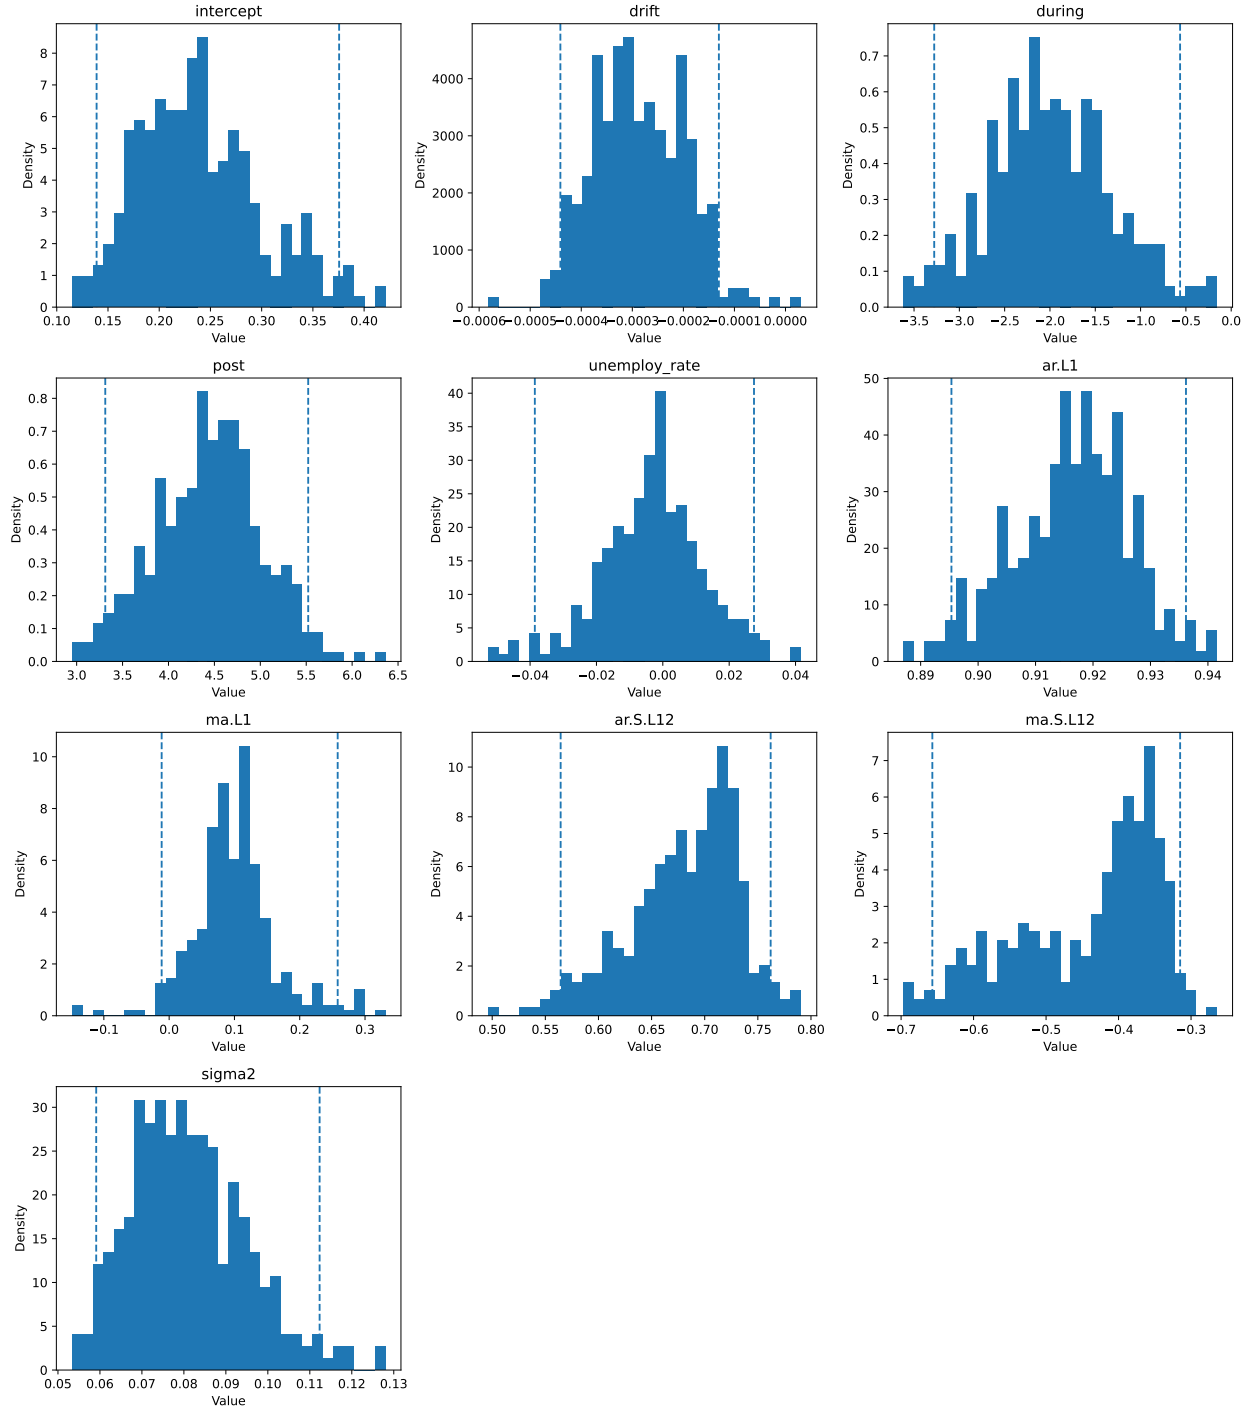 intercept
drift
during
8
7
6
5
4
3
2
1
0
Density
0.10 0.15 0.20 0.25 0.30 0.35 0.40
Value
4000
3000
2000
1000
0
Density
−0.0006 −0.0005 −0.0004 −0.0003 −0.0002 −0.0001 0.0000
Value
0.7
0.6
0.5
0.4
0.3
0.2
0.1
0.0
Density
−3.5 −3.0 −2.5 −2.0 −1.5 −1.0 −0.5 0.0
Value
post
unemploy_rate
ar.L1
0.8
0.7
0.6
0.5
0.4
0.3
0.2
0.1
0.0
Density
3.0 3.5 4.0 4.5 5.0 5.5 6.0 6.5
Value
40
35
30
25
20
15
10
5
0
Density
−0.04 −0.02 0.00 0.02 0.04
Value
50
40
30
20
10
0
Density
0.89 0.90 0.91 0.92 0.93 0.94
Value
ma.L1
ar.S.L12
ma.S.L12
10
8
6
4
2
0
Density
−0.1 0.0 0.1 0.2 0.3
Value
10
8
6
4
2
0
Density
0.50 0.55 0.60 0.65 0.70 0.75 0.80
Value
7
6
5
4
3
2
1
0
Density
−0.7 −0.6 −0.5 −0.4 −0.3
Value
sigma2
30
25
20
15
10
5
0
Density
0.05 0.06 0.07 0.08 0.09 0.10 0.11 0.12 0.13
Value